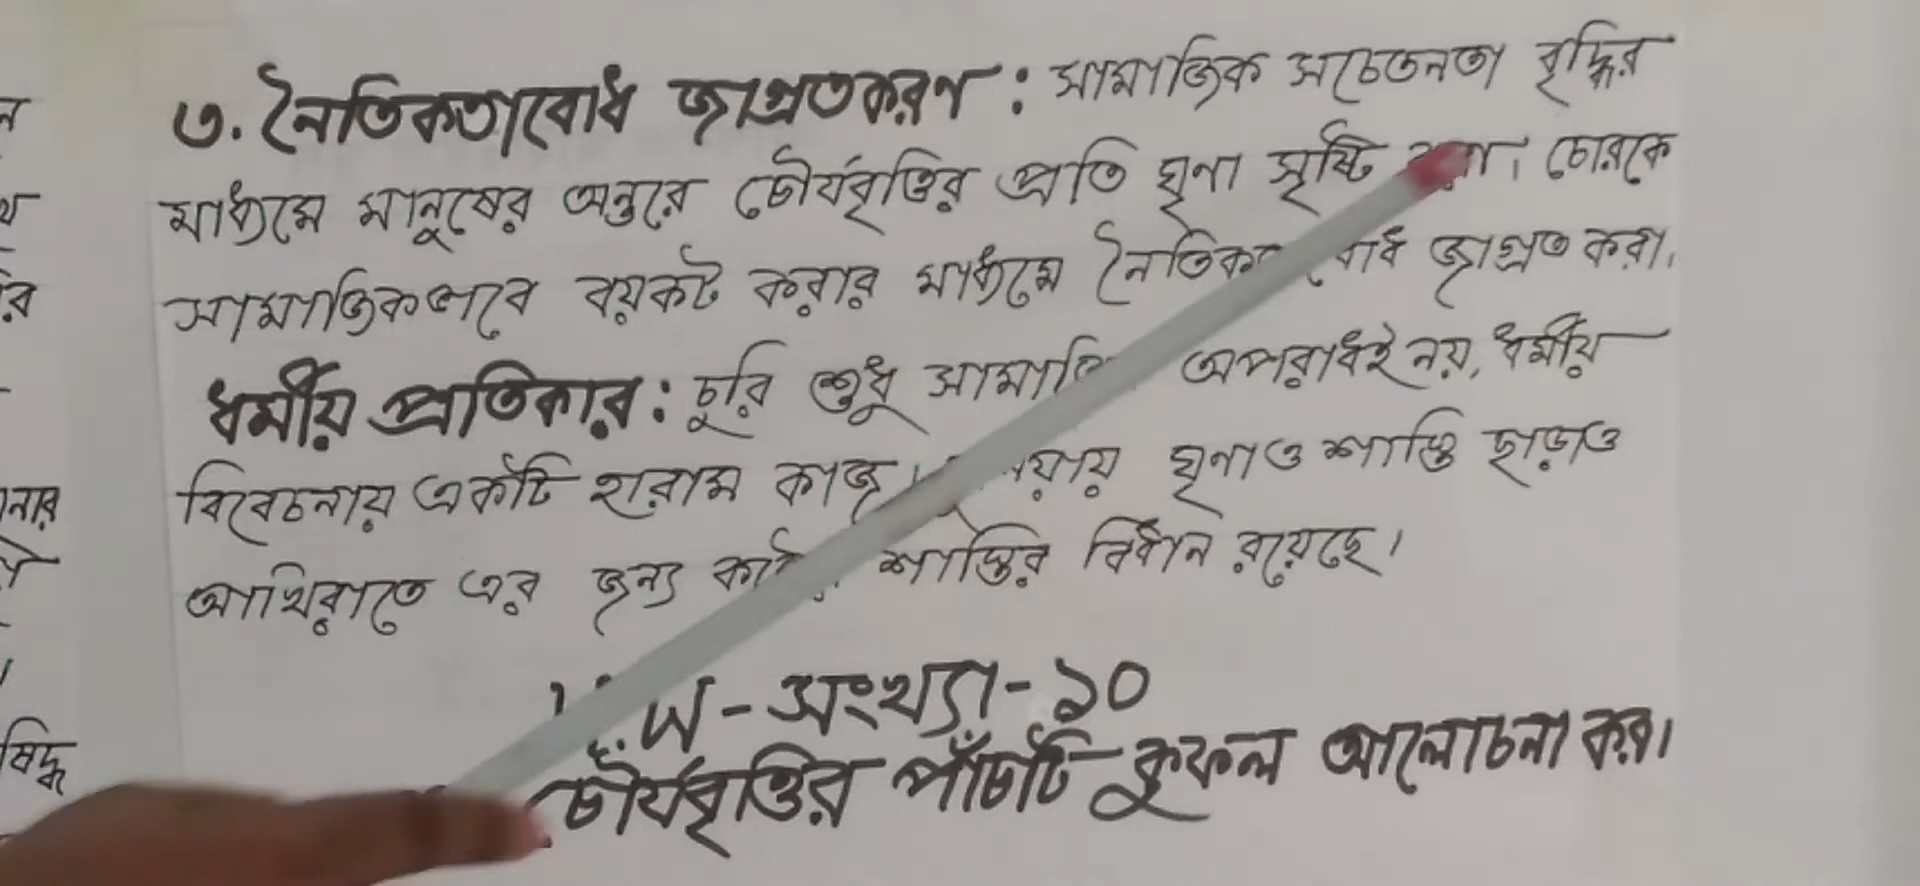 ৩. নৈতিকতাবোধ জাগ্রতকরণ : সামাজিক সচেতনতা বৃদ্ধির
মাধ্যমে মানুষের অন্তরে চৌর্যবৃত্তির প্রতি ঘৃনা সৃষ্টি । চোরকে
সামাজিকভাবে বয়কট করার মাধ্যমে জাগ্রত করা।
ধর্মীয় প্রতিকার : চুরি শুধু অপরাধই নয়, ধর্মীয়
বিবেচনায় একটি হারাম কাজ। ঘৃনা ও শাস্তি ছাড়াও
আখিরাতে এর জন্য শাস্তির বিধান রয়েছে।
.W - সংখ্যা - ১০
চৌর্যবৃত্তির পাঁচটি কুফল আলোচনা কর।
নার
ষিদ্ধ